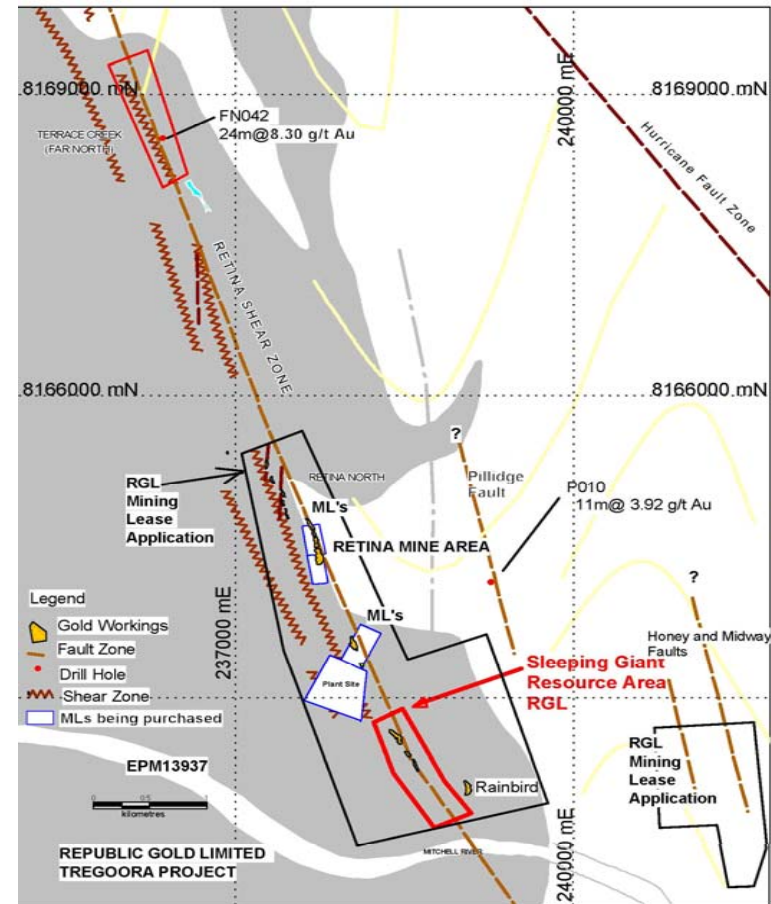 8169000 mN
8169000 mN
240000 mE
FN042
24m@8.30 g/t Au
TERRACE CREEK
(FAR NORTH)
Hurricane Fault Zone
RETINA SHEAR ZONE
8166000 mN
8166000 mN
?
RGL
Mining
Lease
Application
RETINA NORTH
Pillidge
Fault
P010
11m@ 3.92 g/t Au
ML's
RETINA MINE AREA
?
Legend
Gold Workings
Fault Zone
Drill Hole
Shear Zone
MLs being purchased
237000 mE
ML's
Plant Site
Honey and Midway
Faults
Sleeping Giant
Resource Area
RGL
RGL
Mining
Lease
Application
EPM13937
0 0.5 1
kilometres
Rainbird
REPUBLIC GOLD LIMITED
TREGOORA PROJECT
MITCHELL RIVER
240000 mE